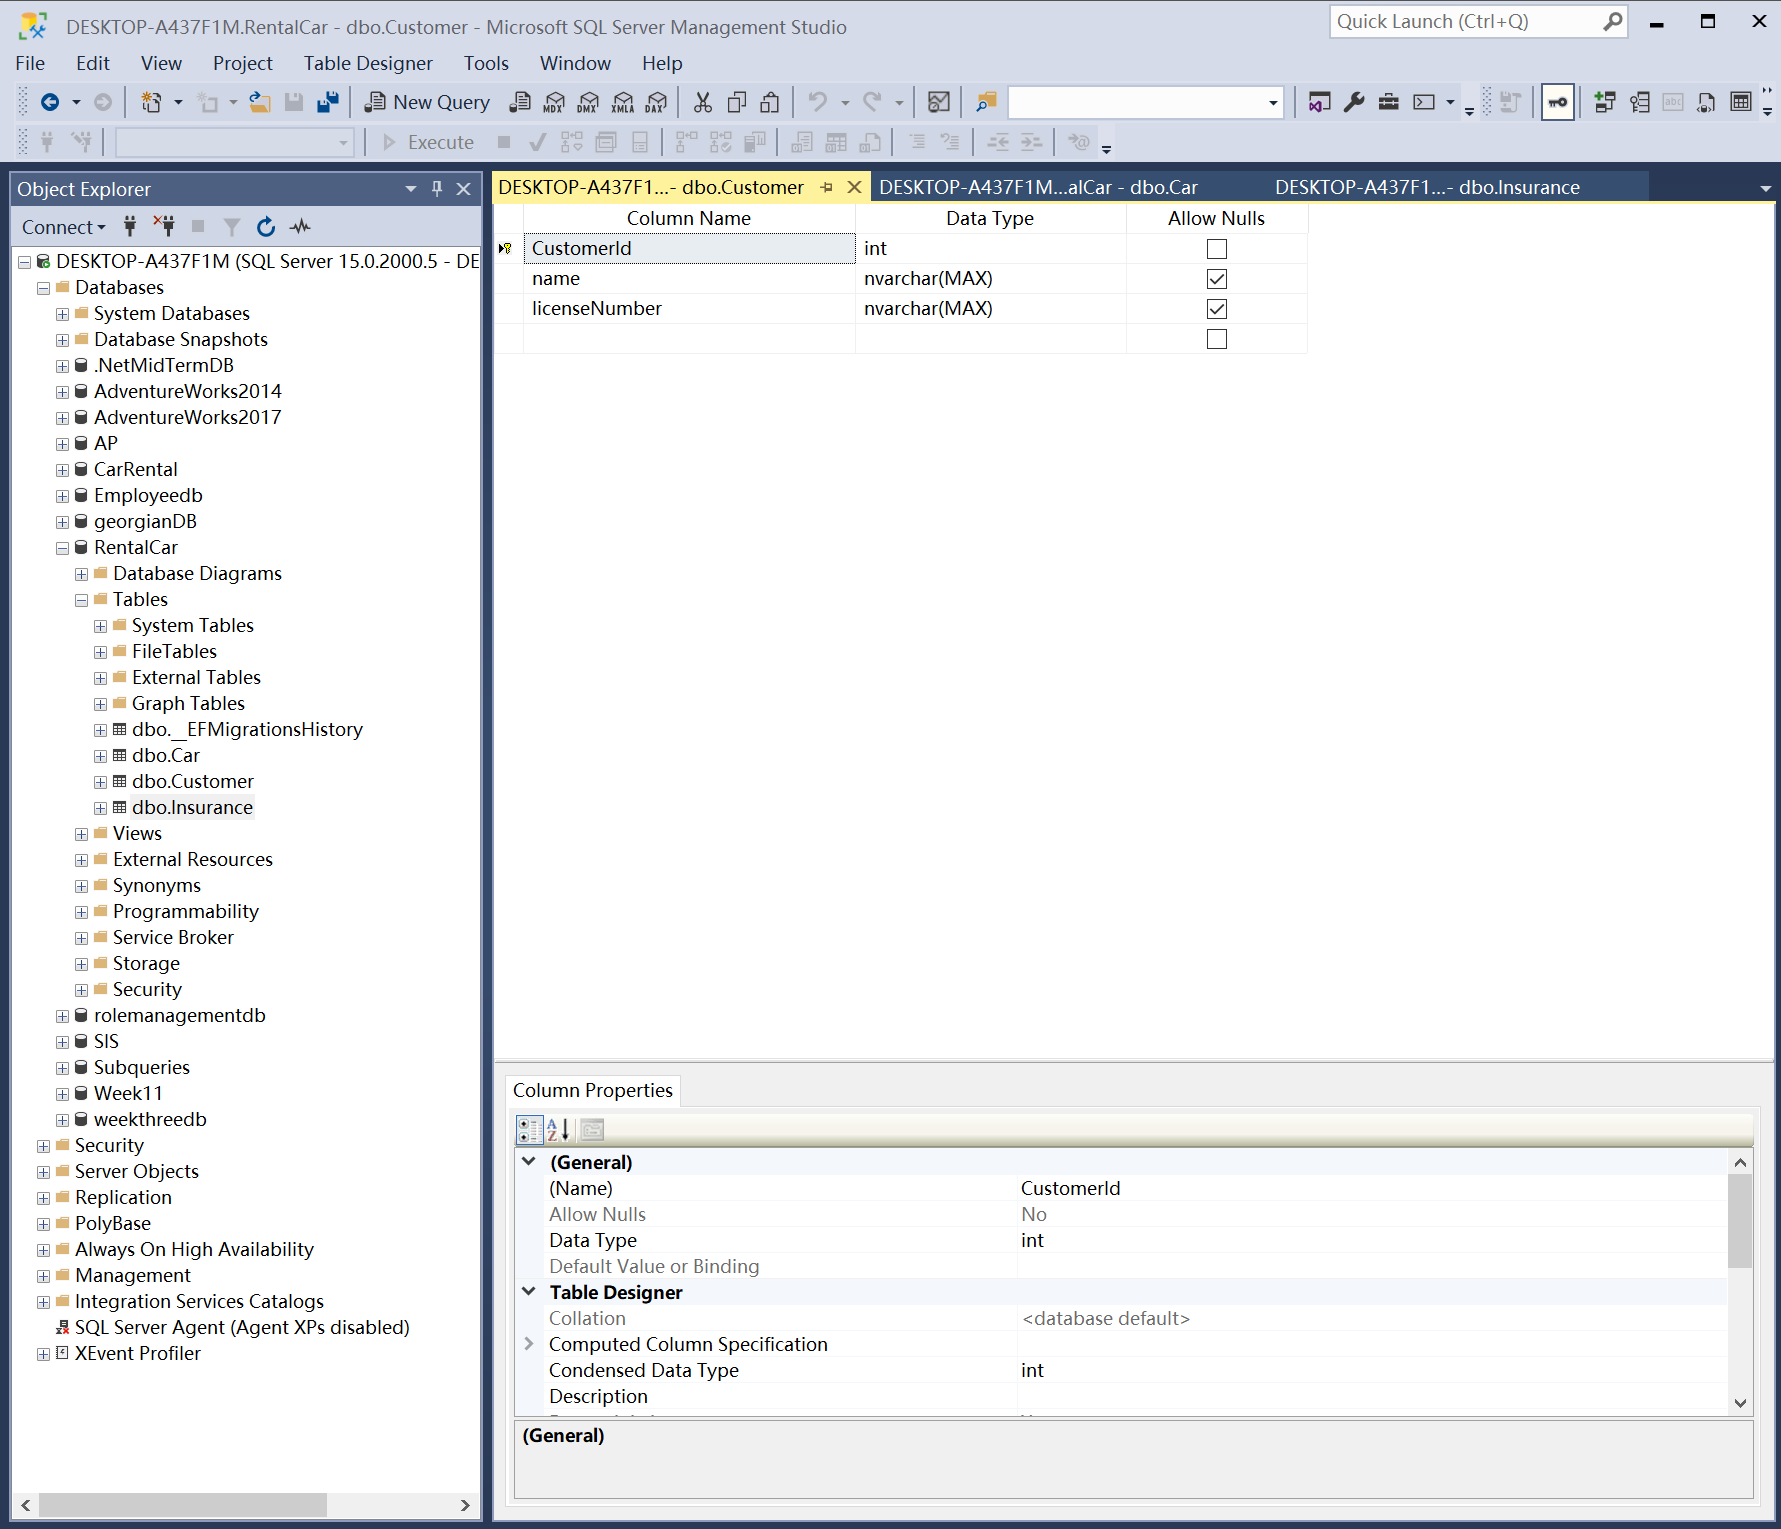 DESKTOP-A437F1M.RentalCar - dbo.Customer - Microsoft SQL Server Management Studio
Quick Launch (Ctrl+Q)
File Edit View Project Table Designer Tools Window Help
New Query MDX DMX XMLA DAX
Execute
Object Explorer
Connect
DESKTOP-A437F1M (SQL Server 15.0.2000.5 - DE
Databases
System Databases
Database Snapshots
.NetMidTermDB
AdventureWorks2014
AdventureWorks2017
AP
CarRental
Employeedb
georgianDB
RentalCar
Database Diagrams
Tables
System Tables
FileTables
External Tables
Graph Tables
dbo.__EFMigrationsHistory
dbo.Car
dbo.Customer
dbo.Insurance
Views
External Resources
Synonyms
Programmability
Service Broker
Storage
Security
rolemanagementdb
SIS
Subqueries
Week11
weekthreedb
Security
Server Objects
Replication
PolyBase
Always On High Availability
Management
Integration Services Catalogs
SQL Server Agent (Agent XPs disabled)
XEvent Profiler
DESKTOP-A437F1...- dbo.Customer DESKTOP-A437F1M...alCar - dbo.Car DESKTOP-A437F1...- dbo.Insurance
Column Name Data Type Allow Nulls
CustomerId int
name nvarchar(MAX)
licenseNumber nvarchar(MAX)
Column Properties
(General)
(Name) CustomerId
Allow Nulls No
Data Type int
Default Value or Binding
Table Designer
Collation <database default>
Computed Column Specification
Condensed Data Type int
Description
(General)